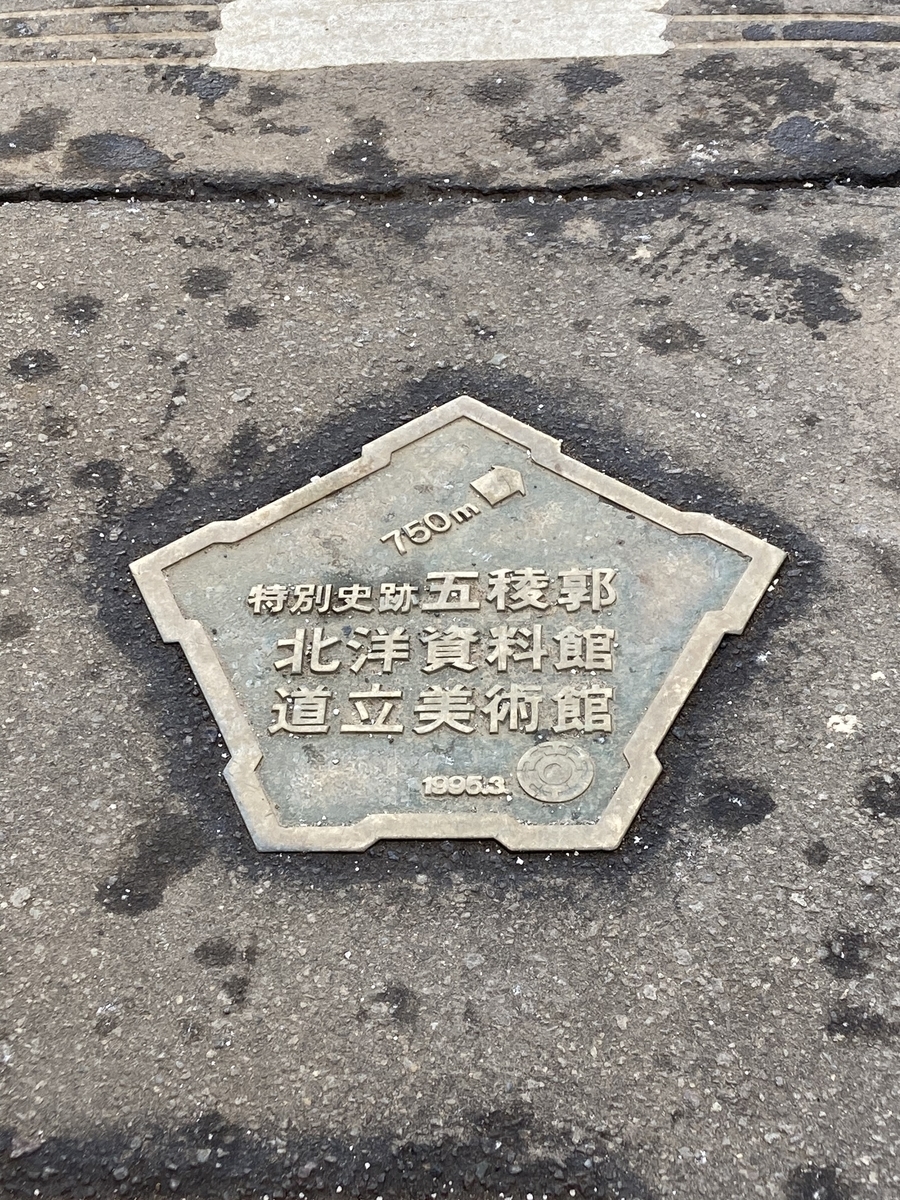 750m
特別史跡 五稜郭
北洋資料館
道立美術館
1995.3.